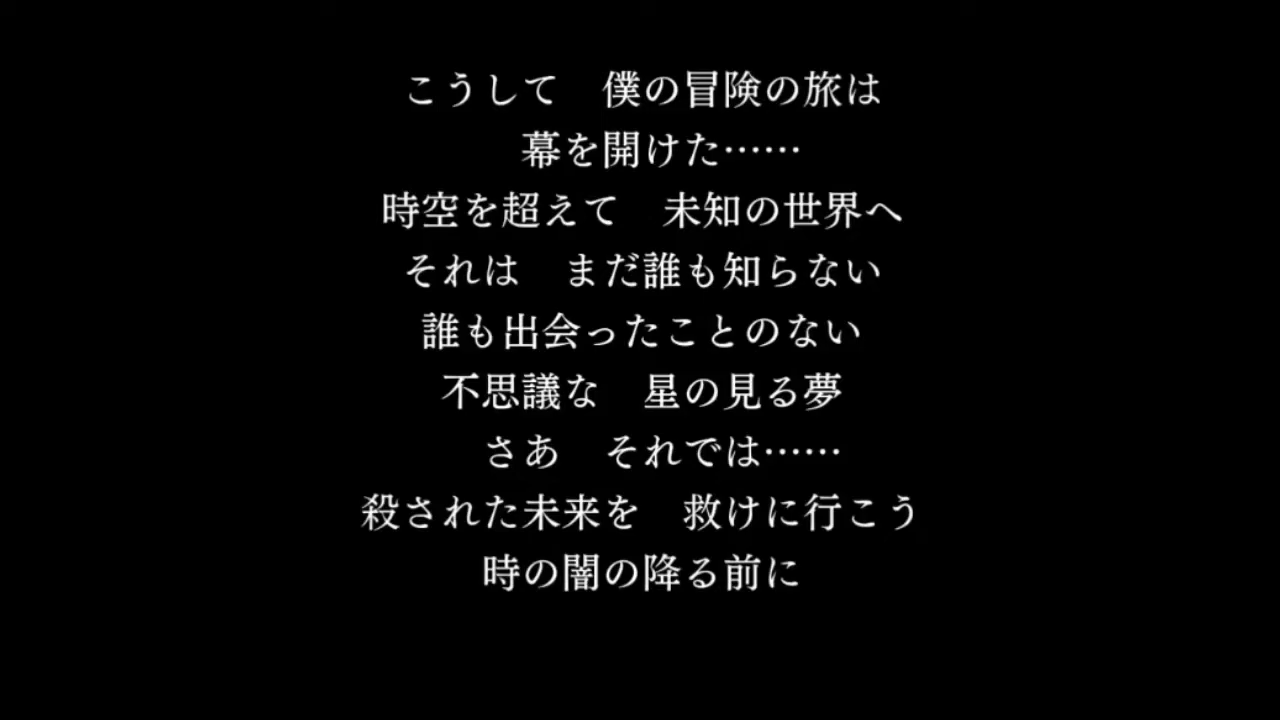 こうして　僕の冒険の旅は
幕を開けた……
時空を超えて　未知の世界へ
それは　まだ誰も知らない
誰も出会ったことのない
不思議な　星の見る夢
さあ　それでは……
殺された未来を　救けに行こう
時の闇の降る前に